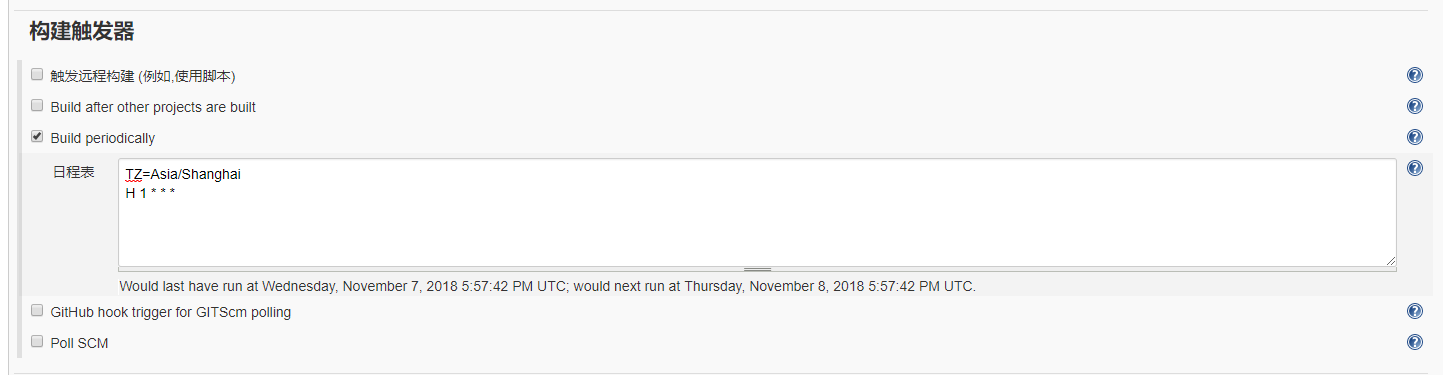 构建触发器
触发远程构建 (例如,使用脚本)
Build after other projects are built
Build periodically
日程表
TZ=Asia/Shanghai
H 1 * * *
Would last have run at Wednesday, November 7, 2018 5:57:42 PM UTC; would next run at Thursday, November 8, 2018 5:57:42 PM UTC.
GitHub hook trigger for GITScm polling
Poll SCM